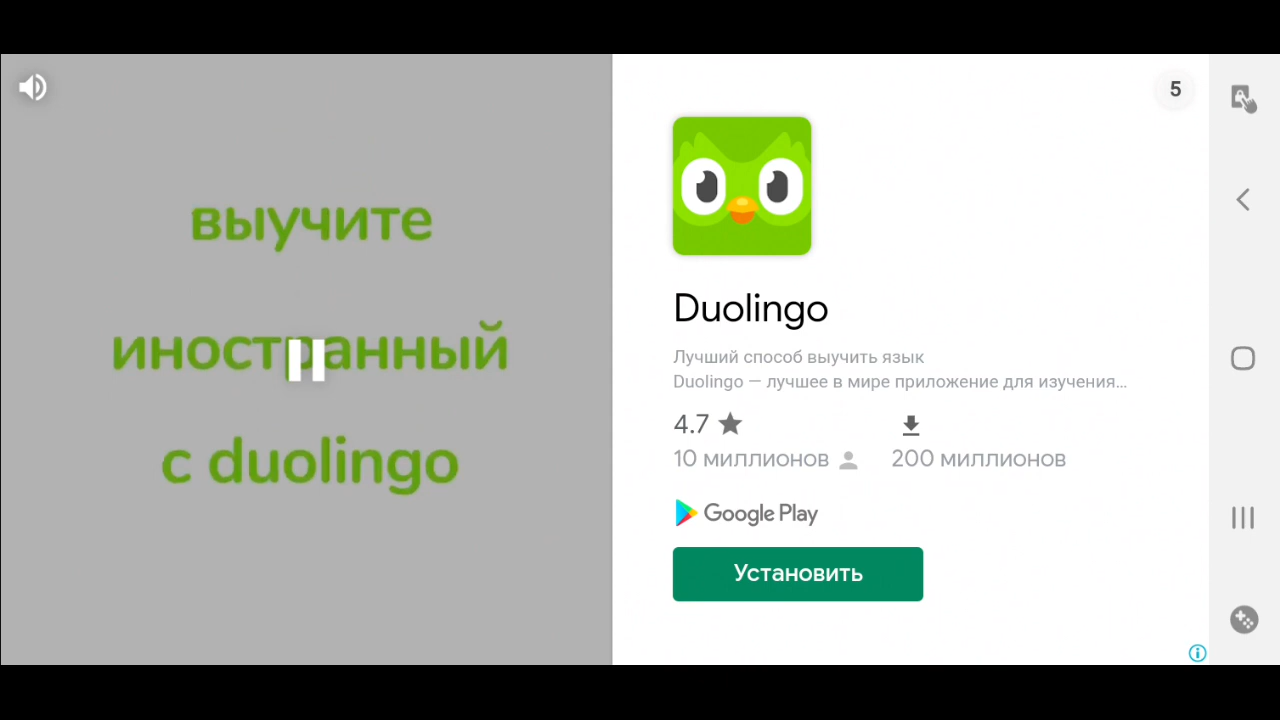 выучите
иностранный
с duolingo
5
Duolingo
Лучший способ выучить язык
Duolingo — лучшее в мире приложение для изучения...
4.7
10 миллионов
200 миллионов
Google Play
Установить